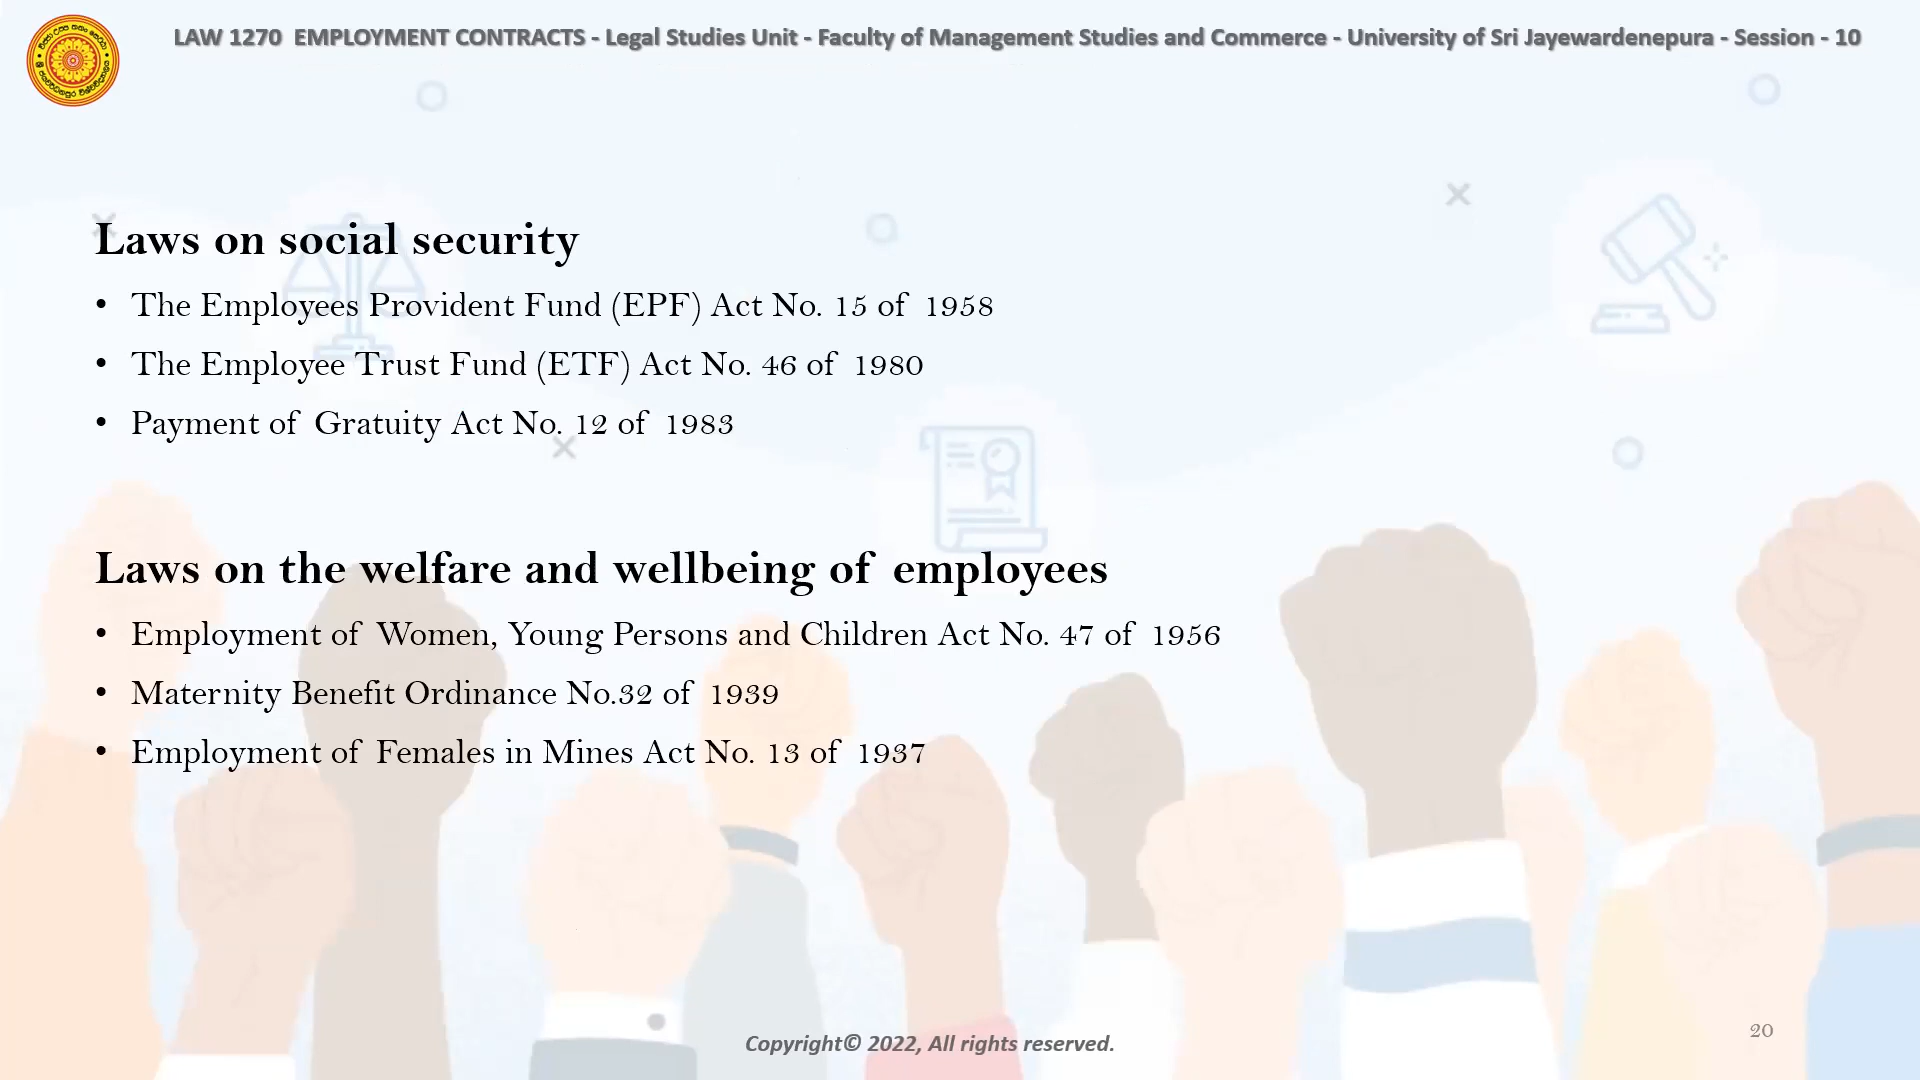 LAW 1270 EMPLOYMENT CONTRACTS - Legal Studies Unit - Faculty of Management Studies and Commerce - University of Sri Jayewardenepura - Session - 10
Laws on social security
• The Employees Provident Fund (EPF) Act No. 15 of 1958
• The Employee Trust Fund (ETF) Act No. 46 of 1980
• Payment of Gratuity Act No. 12 of 1983
Laws on the welfare and wellbeing of employees
• Employment of Women, Young Persons and Children Act No. 47 of 1956
• Maternity Benefit Ordinance No.32 of 1939
• Employment of Females in Mines Act No. 13 of 1937
Copyright© 2022, All rights reserved.
20